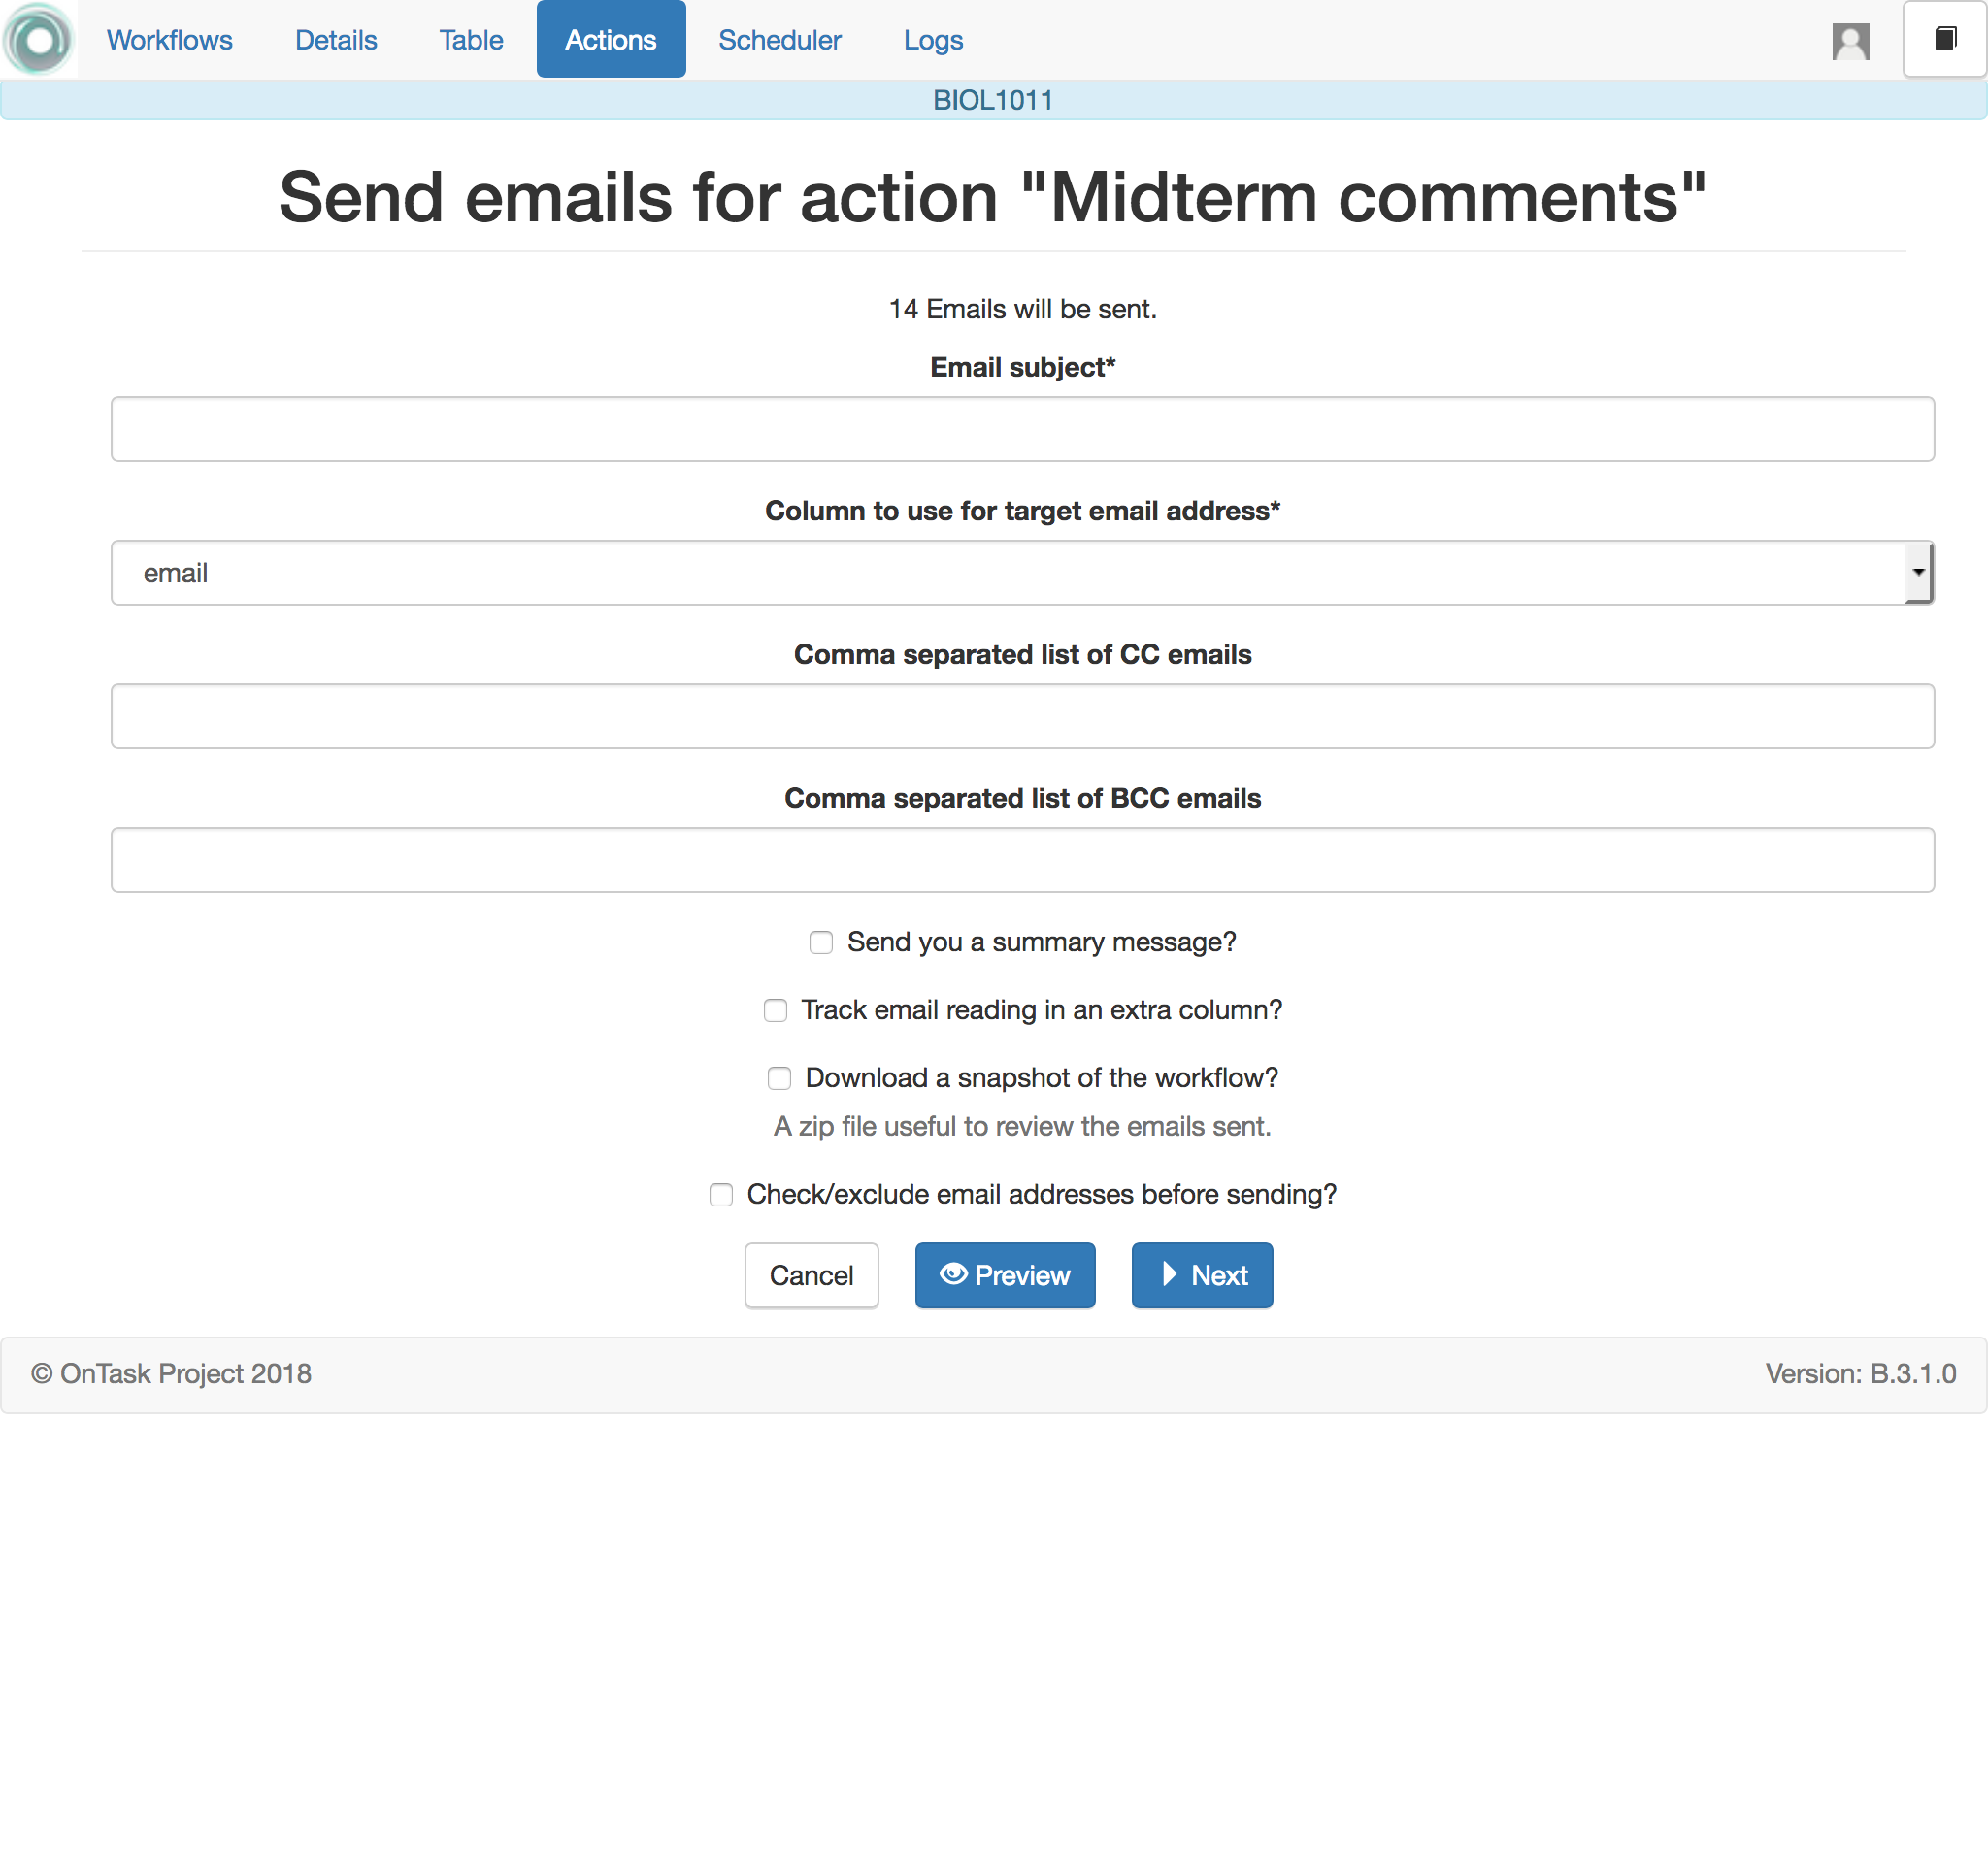 Workflows Details Table Actions Scheduler Logs
BIOL1011
Send emails for action "Midterm comments"
14 Emails will be sent.
Email subject*
Column to use for target email address*
email
Comma separated list of CC emails
Comma separated list of BCC emails
Send you a summary message?
Track email reading in an extra column?
Download a snapshot of the workflow?
A zip file useful to review the emails sent.
Check/exclude email addresses before sending?
Cancel Preview Next
© OnTask Project 2018 Version: B.3.1.0